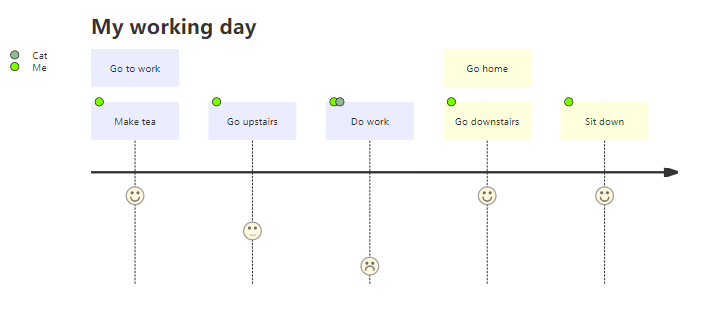 My working day
Cat
Me
Go to work
Go home
Make tea
Go upstairs
Do work
Go downstairs
Sit down